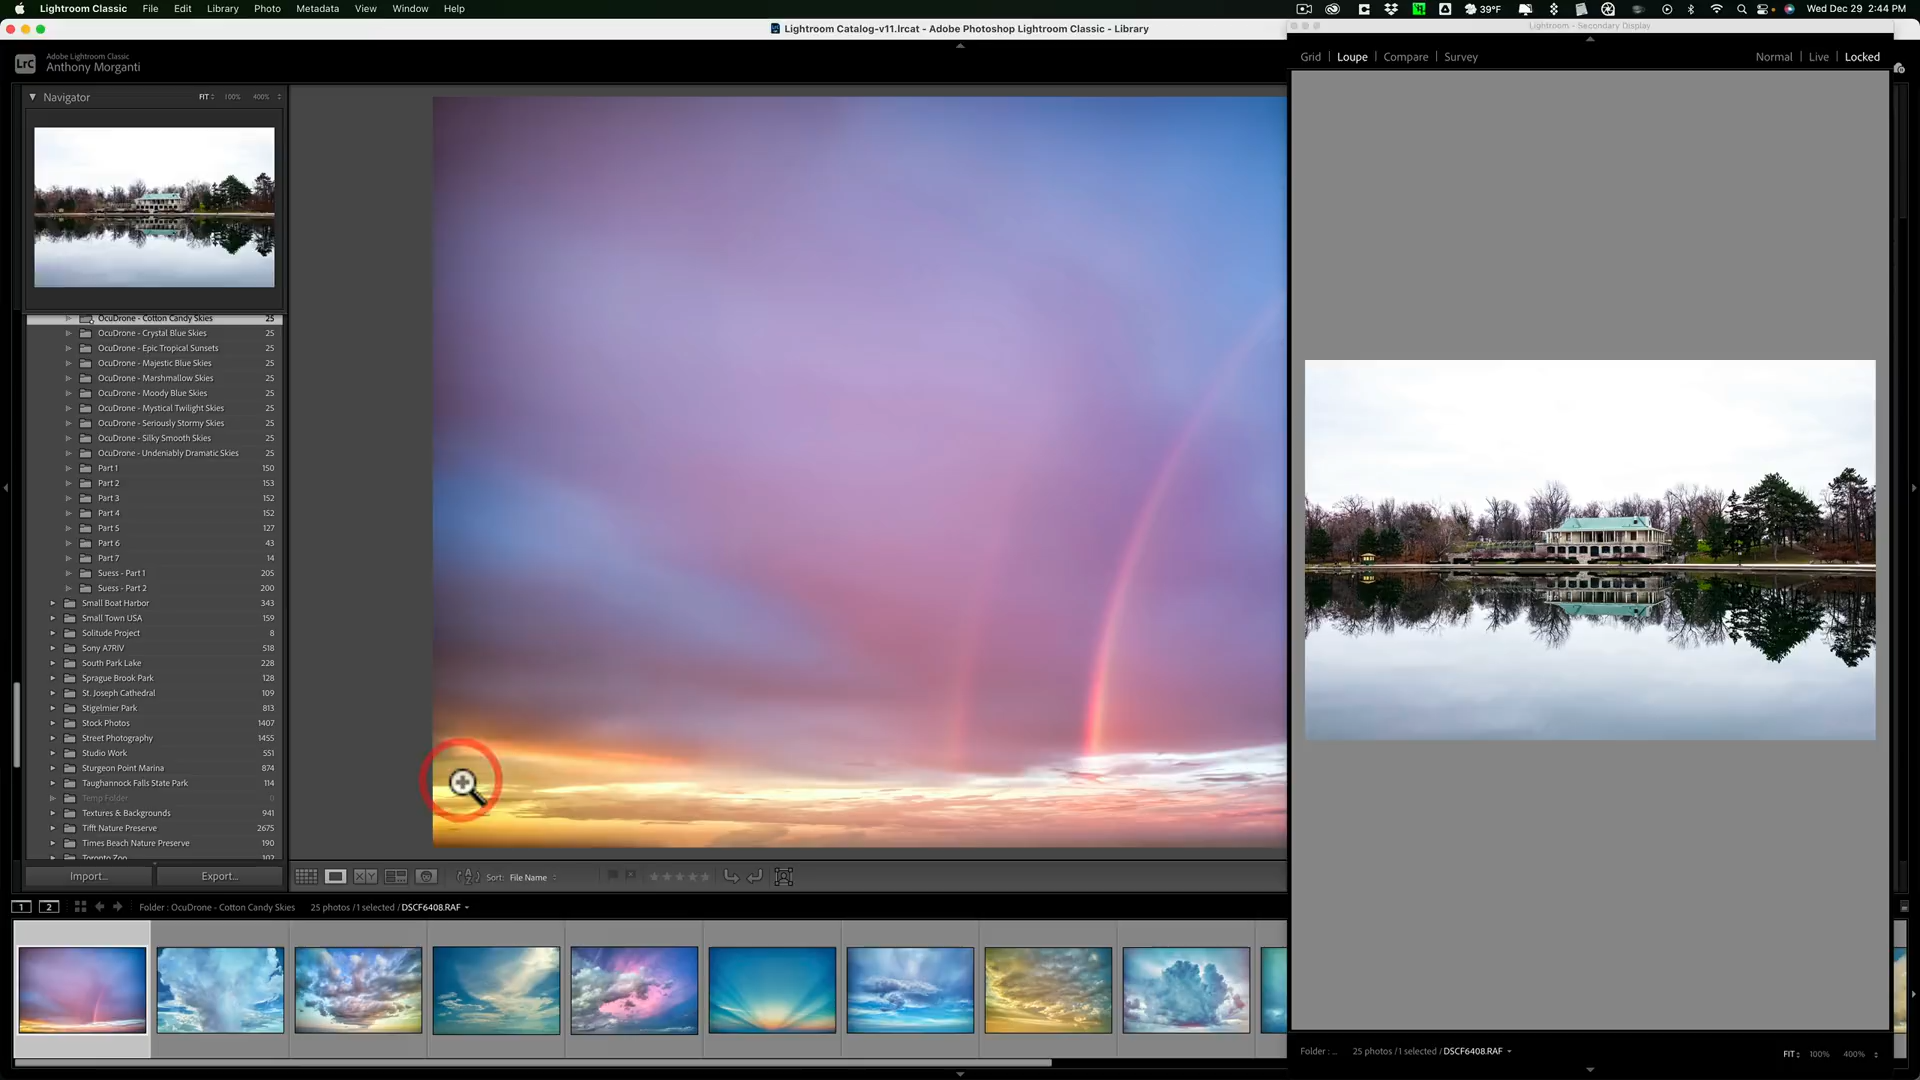 Lightroom Classic File Edit Library Photo Metadata View Window Help 39°F Wed Dec 29 2:44 PM
Lightroom Catalog-v11.lrcat - Adobe Photoshop Lightroom Classic - Library
Lightroom - Secondary Display
LrC Adobe Lightroom Classic
Anthony Morganti
Grid | Loupe | Compare | Survey Normal | Live | Locked
Navigator FIT 100% 400%
OcuDrone - Cotton Candy Skies 25
OcuDrone - Crystal Blue Skies 25
OcuDrone - Epic Tropical Sunsets 25
OcuDrone - Majestic Blue Skies 25
OcuDrone - Marshmallow Skies 25
OcuDrone - Moody Blue Skies 25
OcuDrone - Mystical Twilight Skies 25
OcuDrone - Seriously Stormy Skies 25
OcuDrone - Silky Smooth Skies 25
OcuDrone - Undeniably Dramatic Skies 25
Part 1 150
Part 2 153
Part 3 152
Part 4 152
Part 5 127
Part 6 43
Part 7 14
Suess - Part 1 205
Suess - Part 2 200
Small Boat Harbor 343
Small Town USA 159
Solitude Project 8
Sony A7RIV 518
South Park Lake 228
Sprague Brook Park 128
St. Joseph Cathedral 109
Stigelmier Park 813
Stock Photos 1407
Street Photography 1455
Studio Work 551
Sturgeon Point Marina 874
Taughannock Falls State Park 114
Temp Folder 0
Textures & Backgrounds 941
Tifft Nature Preserve 2675
Times Beach Nature Preserve 190
Toronto Zoo 102
Import... Export... XY Sort: File Name
1 2 Folder : OcuDrone - Cotton Candy Skies 25 photos / 1 selected / DSCF6408.RAF
Folder : ... 25 photos / 1 selected / DSCF6408.RAF FIT 100% 400%